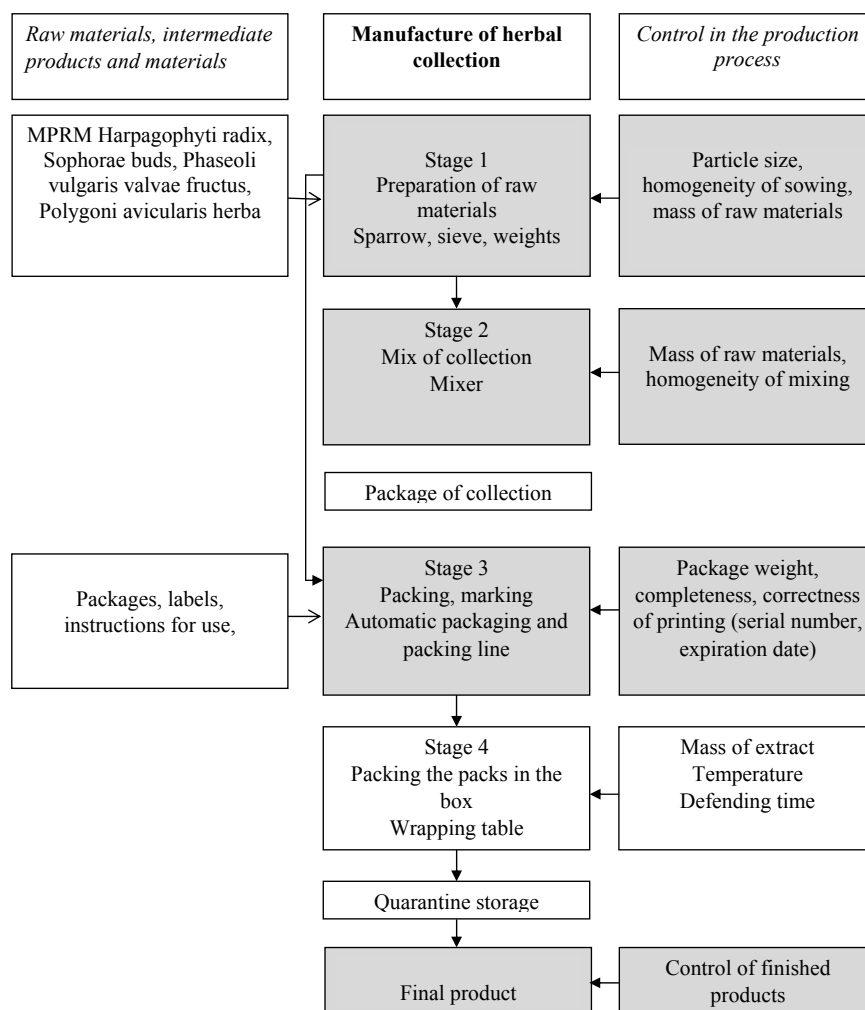 Raw materials, intermediate
products and materials
Manufacture of herbal
collection
Control in the production
process
MPRM Harpagophyti radix,
Sophorae buds, Phaseoli
vulgaris valvae fructus,
Polygoni avicularis herba
Stage 1
Preparation of raw
materials
Sparrow, sieve, weights
Particle size,
homogeneity of sowing,
mass of raw materials
Stage 2
Mix of collection
Mixer
Mass of raw materials,
homogeneity of mixing
Package of collection
Packages, labels,
instructions for use,
Stage 3
Packing, marking
Automatic packaging and
packing line
Package weight,
completeness, correctness
of printing (serial number,
expiration date)
Stage 4
Packing the packs in the
box
Wrapping table
Mass of extract
Temperature
Defending time
Quarantine storage
Final product
Control of finished
products